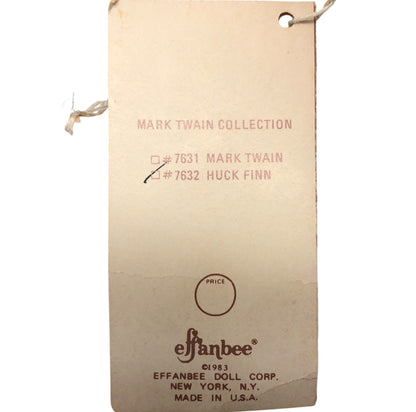 MARK TWAIN COLLECTION
#7631 MARK TWAIN
#7632 HUCK FINN
PRICE
effanbee®
©1983
EFFANBEE DOLL CORP.
NEW YORK, N.Y.
MADE IN U.S.A.